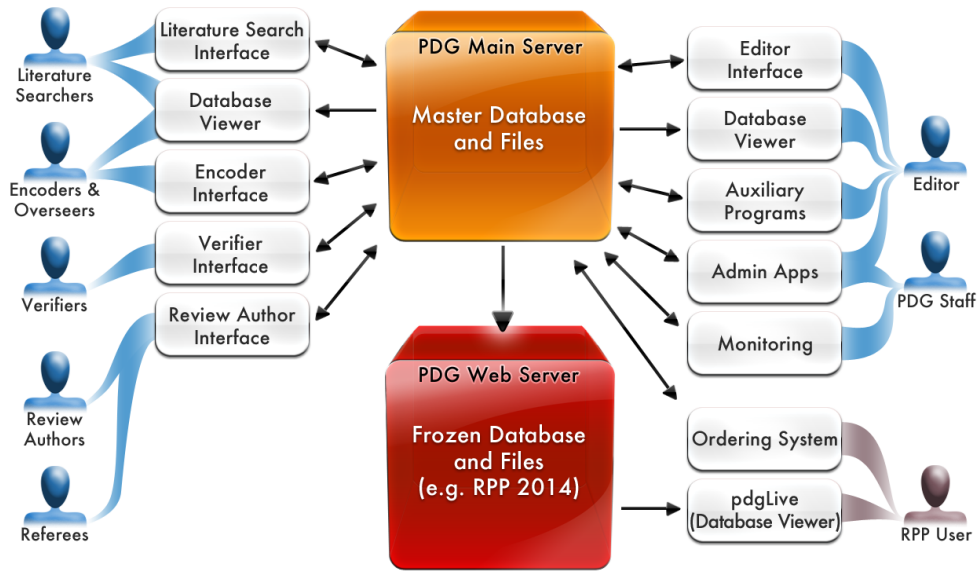 Literature Searchers
Encoders &
Overseers
Verifiers
Review
Authors
Referees
Literature Search
Interface
Database
Viewer
Encoder
Interface
Verifier
Interface
Review Author
Interface
PDG Main Server
Master Database
and Files
PDG Web Server
Frozen Database
and Files
(e.g. RPP 2014)
Editor
Interface
Database
Viewer
Auxiliary
Programs
Admin Apps
Monitoring
Ordering System
pdgLive
(Database Viewer)
Editor
PDG Staff
RPP User